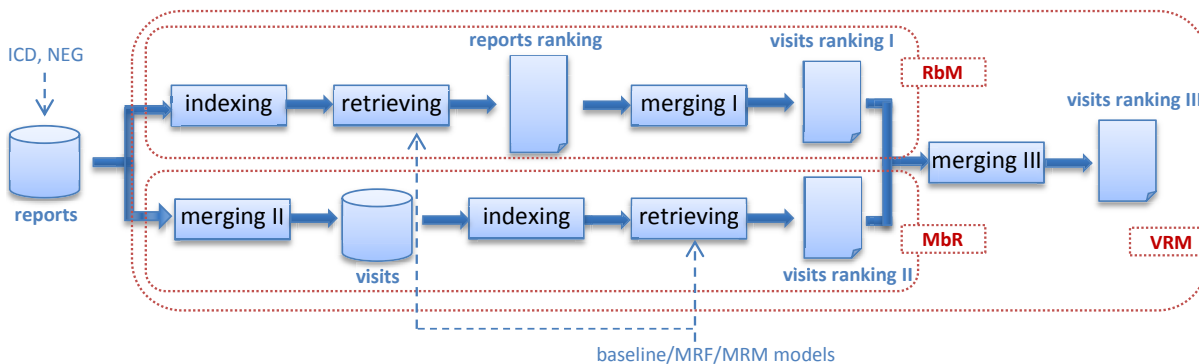 ICD, NEG
reports
indexing
retrieving
reports ranking
merging I
visits ranking I
RbM
merging II
visits
indexing
retrieving
visits ranking II
MbR
merging III
visits ranking III
VRM
baseline/MRF/MRM models